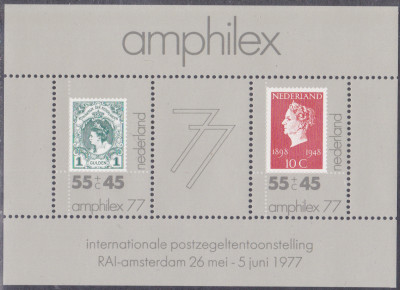 amphilex
1 GULDEN 1
nederland
55 + c 45
amphilex 77
77
NEDERLAND
1898 1948
10 C
nederland
55 + c 45
amphilex 77
internationale postzegeltentoonstelling
RAI-amsterdam 26 mei - 5 juni 1977